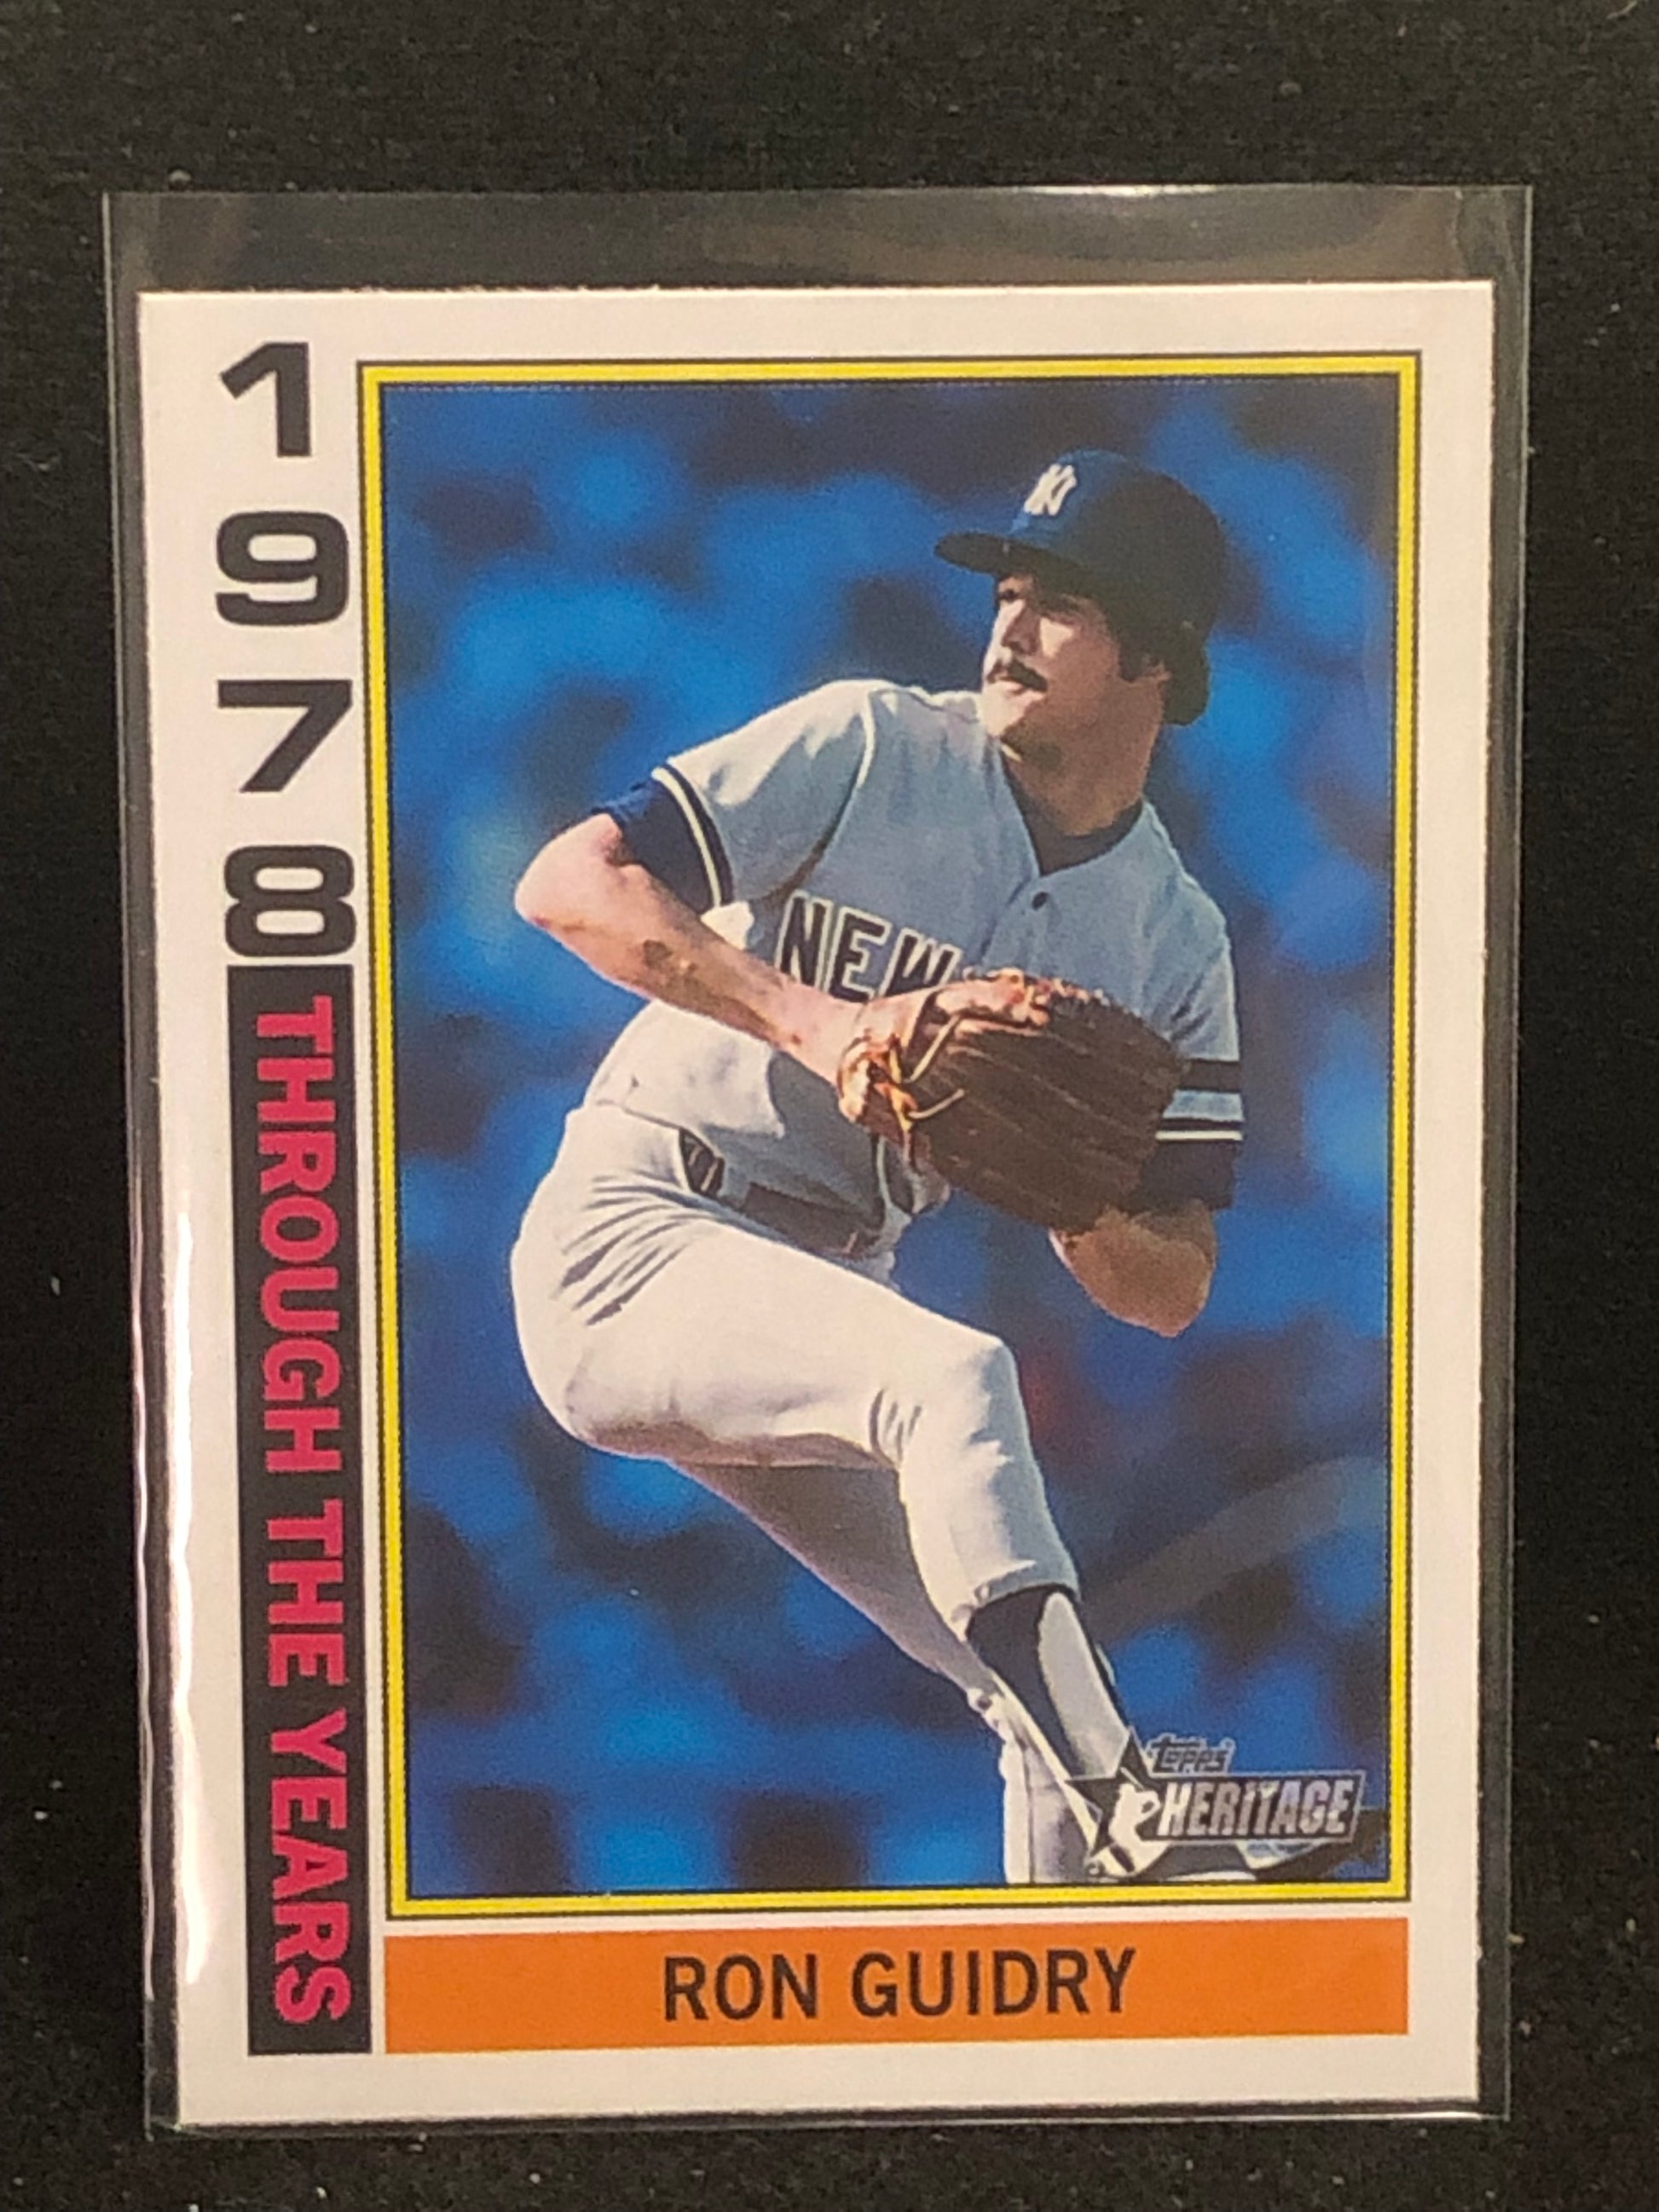 1978
THROUGH THE YEARS
NY
NEW
Topps
HERITAGE
RON GUIDRY